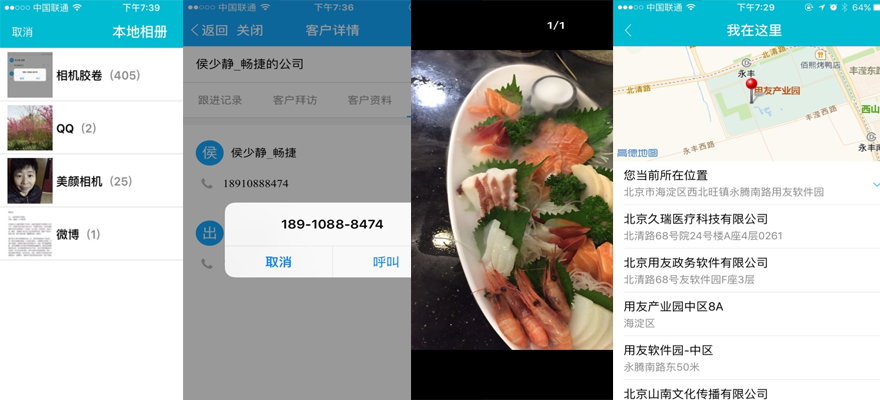 中国联通 下午7:39
取消 本地相册
相机胶卷 (405)
QQ (2)
美颜相机 (25)
微博 (1)
中国联通 下午7:36
返回 关闭 客户详情
侯少静_畅捷的公司
跟进记录 客户拜访 客户资料
侯 侯少静_畅捷
18910888474
出
189-1088-8474
取消 呼叫
1/1
中国联通 下午7:29 64%
我在这里
永丰
佰熙烤鸭店
北清路
北清路
丰滢东路
用友产业园
西山
丰滢西路
永丰
永丰西路
高德地图
您当前所在位置
北京市海淀区西北旺镇永腾南路用友软件园
北京久瑞医疗科技有限公司
北清路68号院24号楼A座4层0261
北京用友政务软件有限公司
北清路68号友软件园F座3层
用友产业园中区8A
海淀区
用友软件园-中区
永腾南路东50米
北京山南文化传播有限公司